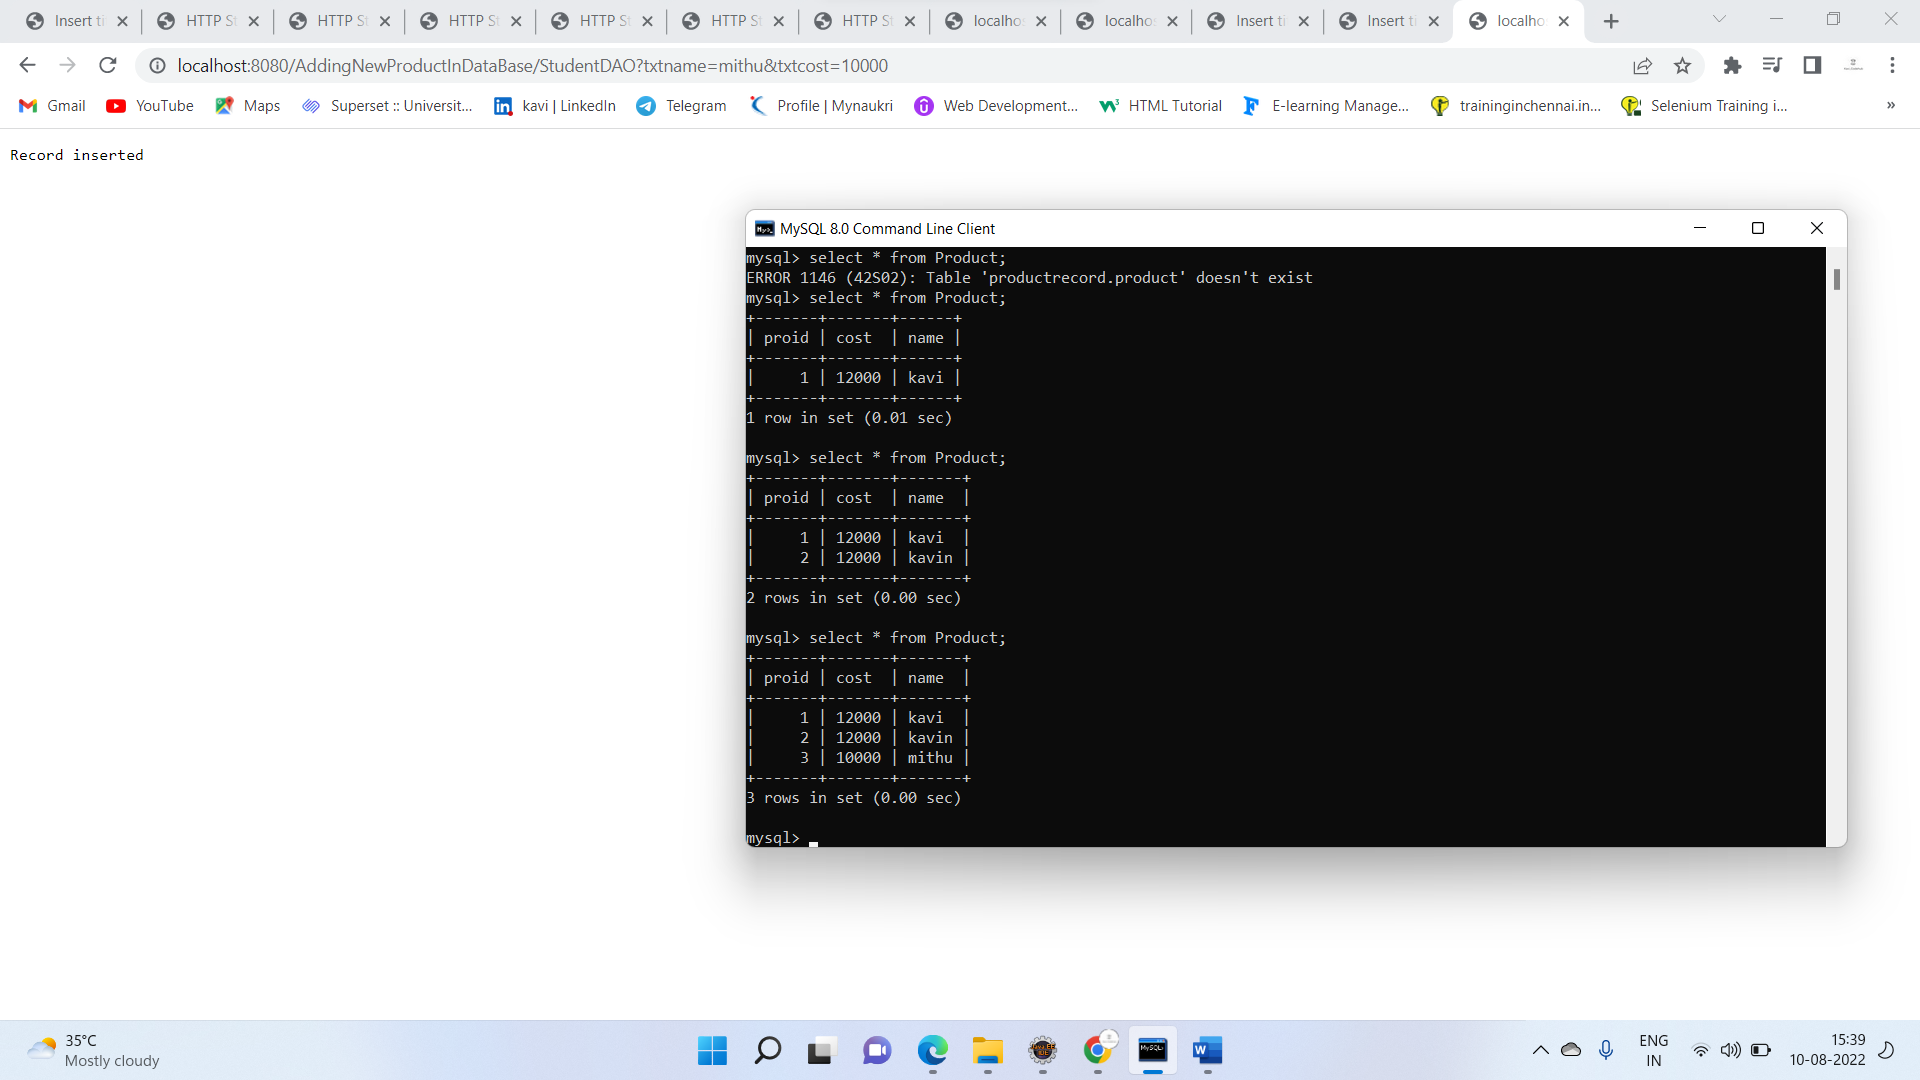 Insert ti HTTP St HTTP St HTTP St HTTP St HTTP St HTTP St localhos localhos Insert ti Insert ti localhos
localhost:8080/AddingNewProductInDataBase/StudentDAO?txtname=mithu&txtcost=10000
Gmail YouTube Maps Superset :: Universit... kavi | LinkedIn Telegram Profile | Mynaukri Web Development... HTML Tutorial E-learning Manage... traininginchennai.in... Selenium Training i... »
Record inserted
MySQL 8.0 Command Line Client
mysql> select * from Product;
ERROR 1146 (42S02): Table 'productrecord.product' doesn't exist
mysql> select * from Product;
+-------+-------+------+
| proid | cost  | name |
+-------+-------+------+
|     1 | 12000 | kavi |
+-------+-------+------+
1 row in set (0.01 sec)
mysql> select * from Product;
+-------+-------+-------+
| proid | cost  | name  |
+-------+-------+-------+
|     1 | 12000 | kavi  |
|     2 | 12000 | kavin |
+-------+-------+-------+
2 rows in set (0.00 sec)
mysql> select * from Product;
+-------+-------+-------+
| proid | cost  | name  |
+-------+-------+-------+
|     1 | 12000 | kavi  |
|     2 | 12000 | kavin |
|     3 | 10000 | mithu |
+-------+-------+-------+
3 rows in set (0.00 sec)
mysql>
35°C
Mostly cloudy
ENG
IN
15:39
10-08-2022